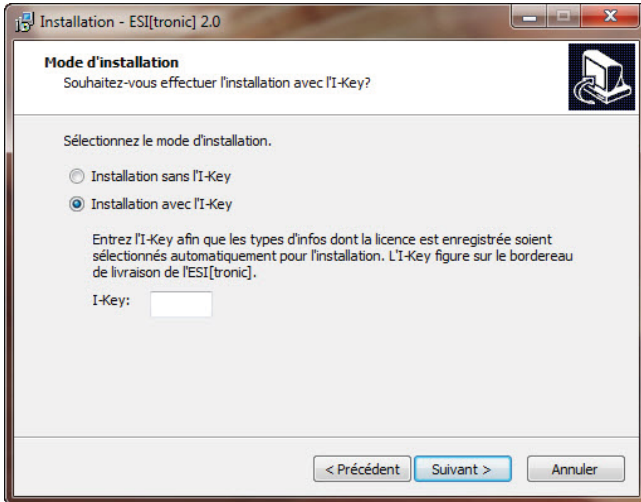 Installation - ESI[tronic] 2.0
Mode d'installation
Souhaitez-vous effectuer l'installation avec l'I-Key?
Sélectionnez le mode d'installation.
Installation sans l'I-Key
Installation avec l'I-Key
Entrez l'I-Key afin que les types d'infos dont la licence est enregistrée soient
sélectionnés automatiquement pour l'installation. L'I-Key figure sur le bordereau
de livraison de l'ESI[tronic].
I-Key:
< Précédent
Suivant >
Annuler